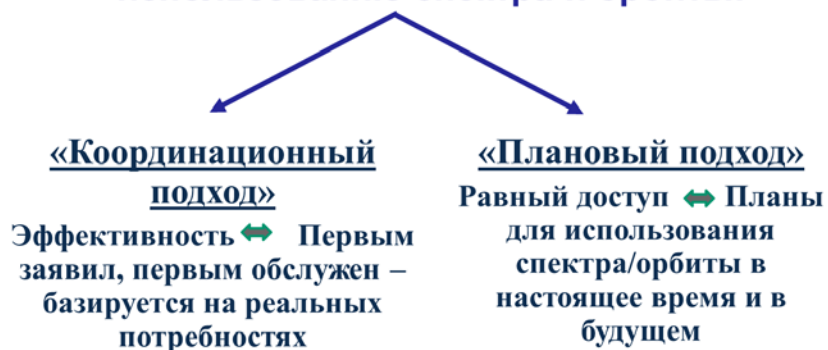 «Координационный
подход»
Эффективность ⇔ Первым
заявил, первым обслужен –
базируется на реальных
потребностях
«Плановый подход»
Равный доступ ⇔ Планы
для использования
спектра/орбиты в
настоящее время и в
будущем